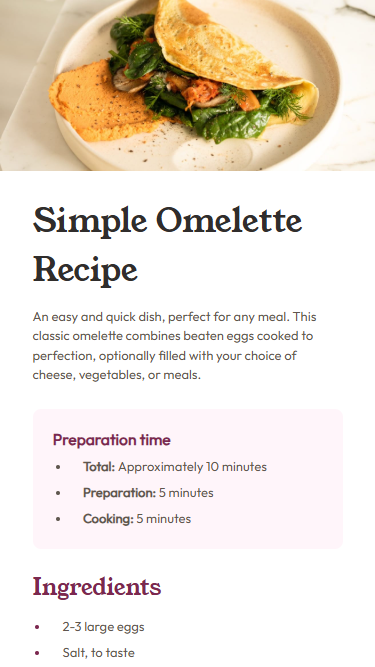 Simple Omelette
Recipe
An easy and quick dish, perfect for any meal. This
classic omelette combines beaten eggs cooked to
perfection, optionally filled with your choice of
cheese, vegetables, or meals.
Preparation time
• Total: Approximately 10 minutes
• Preparation: 5 minutes
• Cooking: 5 minutes
Ingredients
• 2-3 large eggs
• Salt, to taste